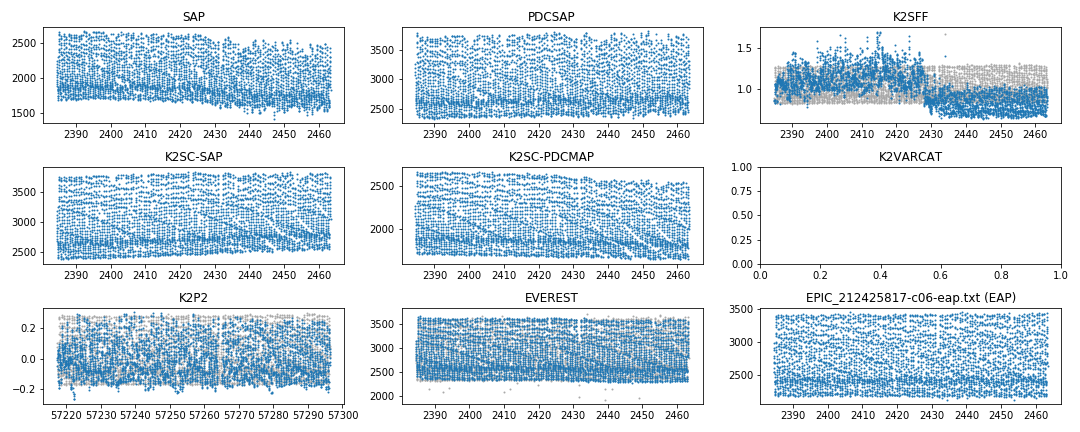 SAP PDCSAP K2SFF
2500 2000 1500
2390 2400 2410 2420 2430 2440 2450 2460
3500 3000 2500
2390 2400 2410 2420 2430 2440 2450 2460
1.5 1.0
2390 2400 2410 2420 2430 2440 2450 2460
K2SC-SAP K2SC-PDCMAP K2VARCAT
3500 3000 2500
2390 2400 2410 2420 2430 2440 2450 2460
2500 2000
2390 2400 2410 2420 2430 2440 2450 2460
1.00 0.75 0.50 0.25 0.00
0.0 0.2 0.4 0.6 0.8 1.0
K2P2 EVEREST EPIC_212425817-c06-eap.txt (EAP)
0.2 0.0 −0.2
57220 57230 57240 57250 57260 57270 57280 57290 57300
3500 3000 2500 2000
2390 2400 2410 2420 2430 2440 2450 2460
3500 3000 2500
2390 2400 2410 2420 2430 2440 2450 2460